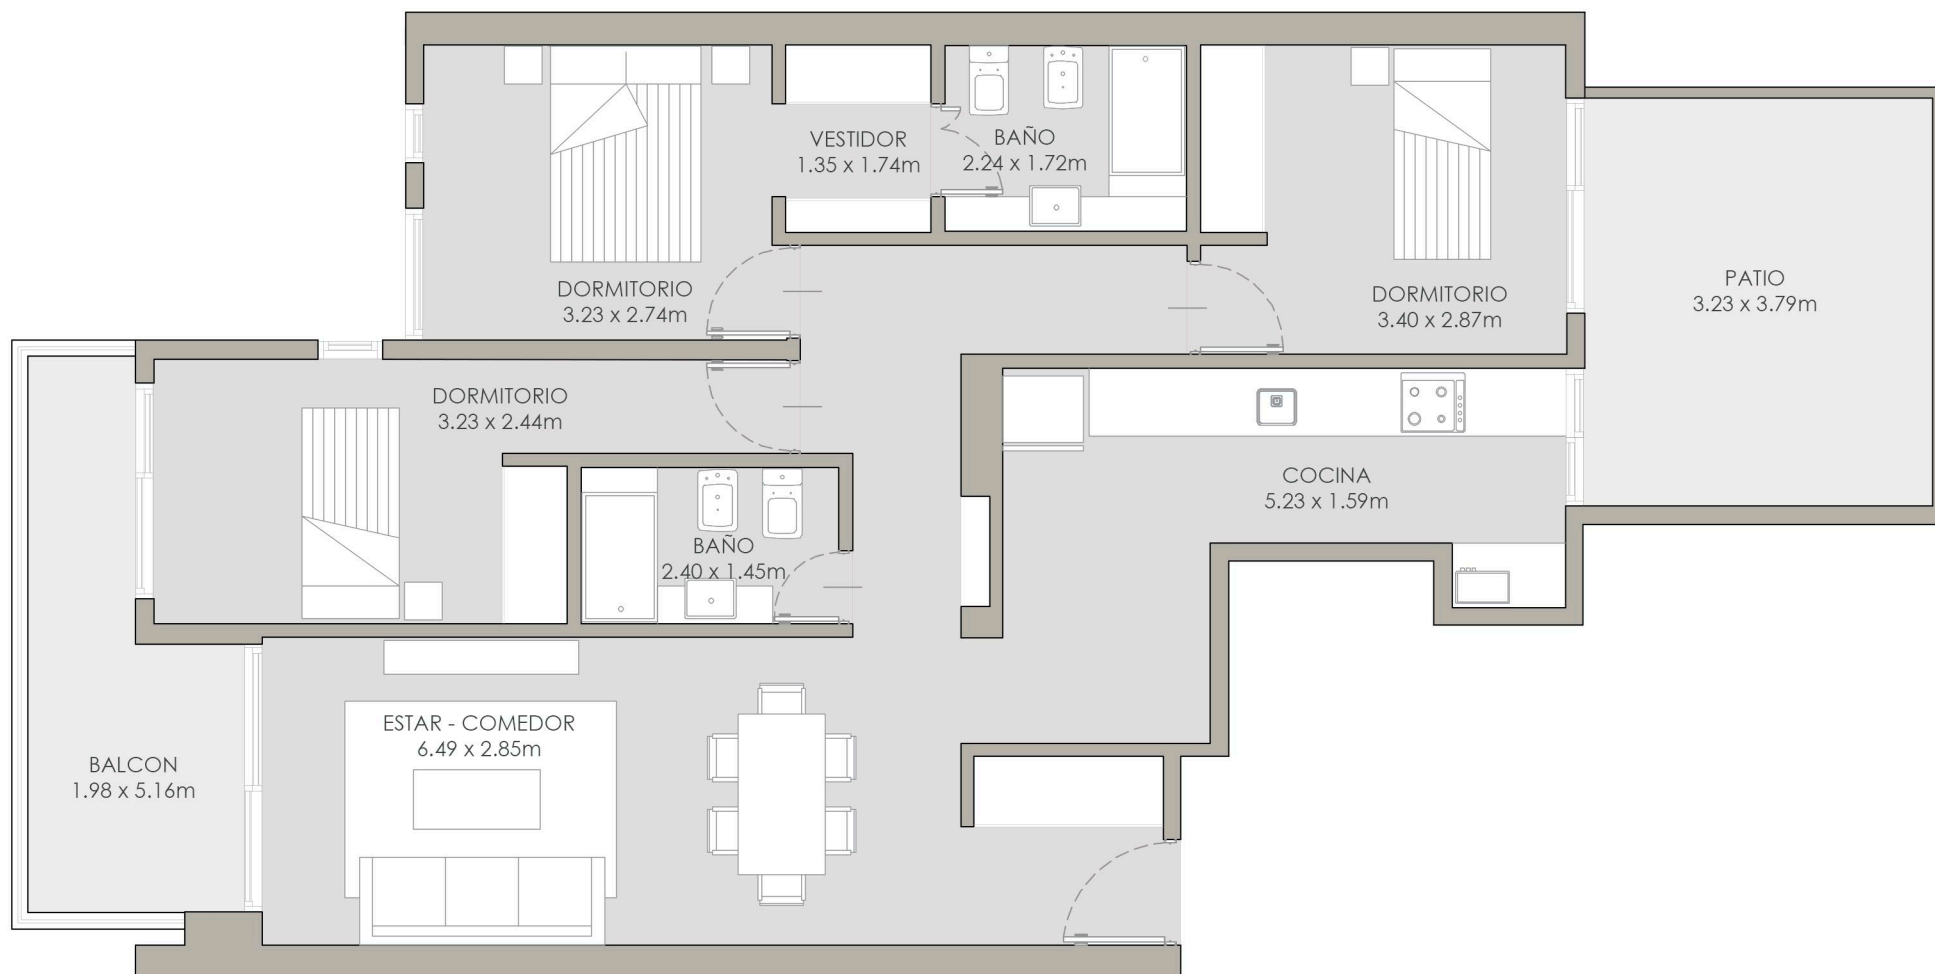 VESTIDOR
1.35 x 1.74m
BAÑO
2.24 x 1.72m
DORMITORIO
3.23 x 2.74m
DORMITORIO
3.40 x 2.87m
PATIO
3.23 x 3.79m
DORMITORIO
3.23 x 2.44m
COCINA
5.23 x 1.59m
BAÑO
2.40 x 1.45m
ESTAR - COMEDOR
6.49 x 2.85m
BALCON
1.98 x 5.16m